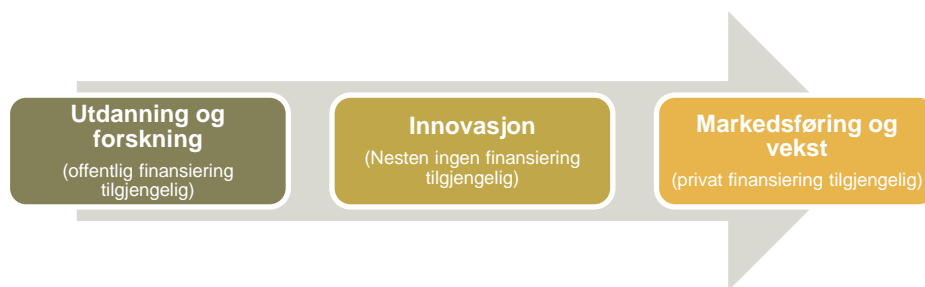 Utdanning og
forskning
(offentlig finansiering
tilgjengelig)
Innovasjon
(Nesten ingen finansiering
tilgjengelig)
Markedsføring og
vekst
(privat finansiering tilgjengelig)